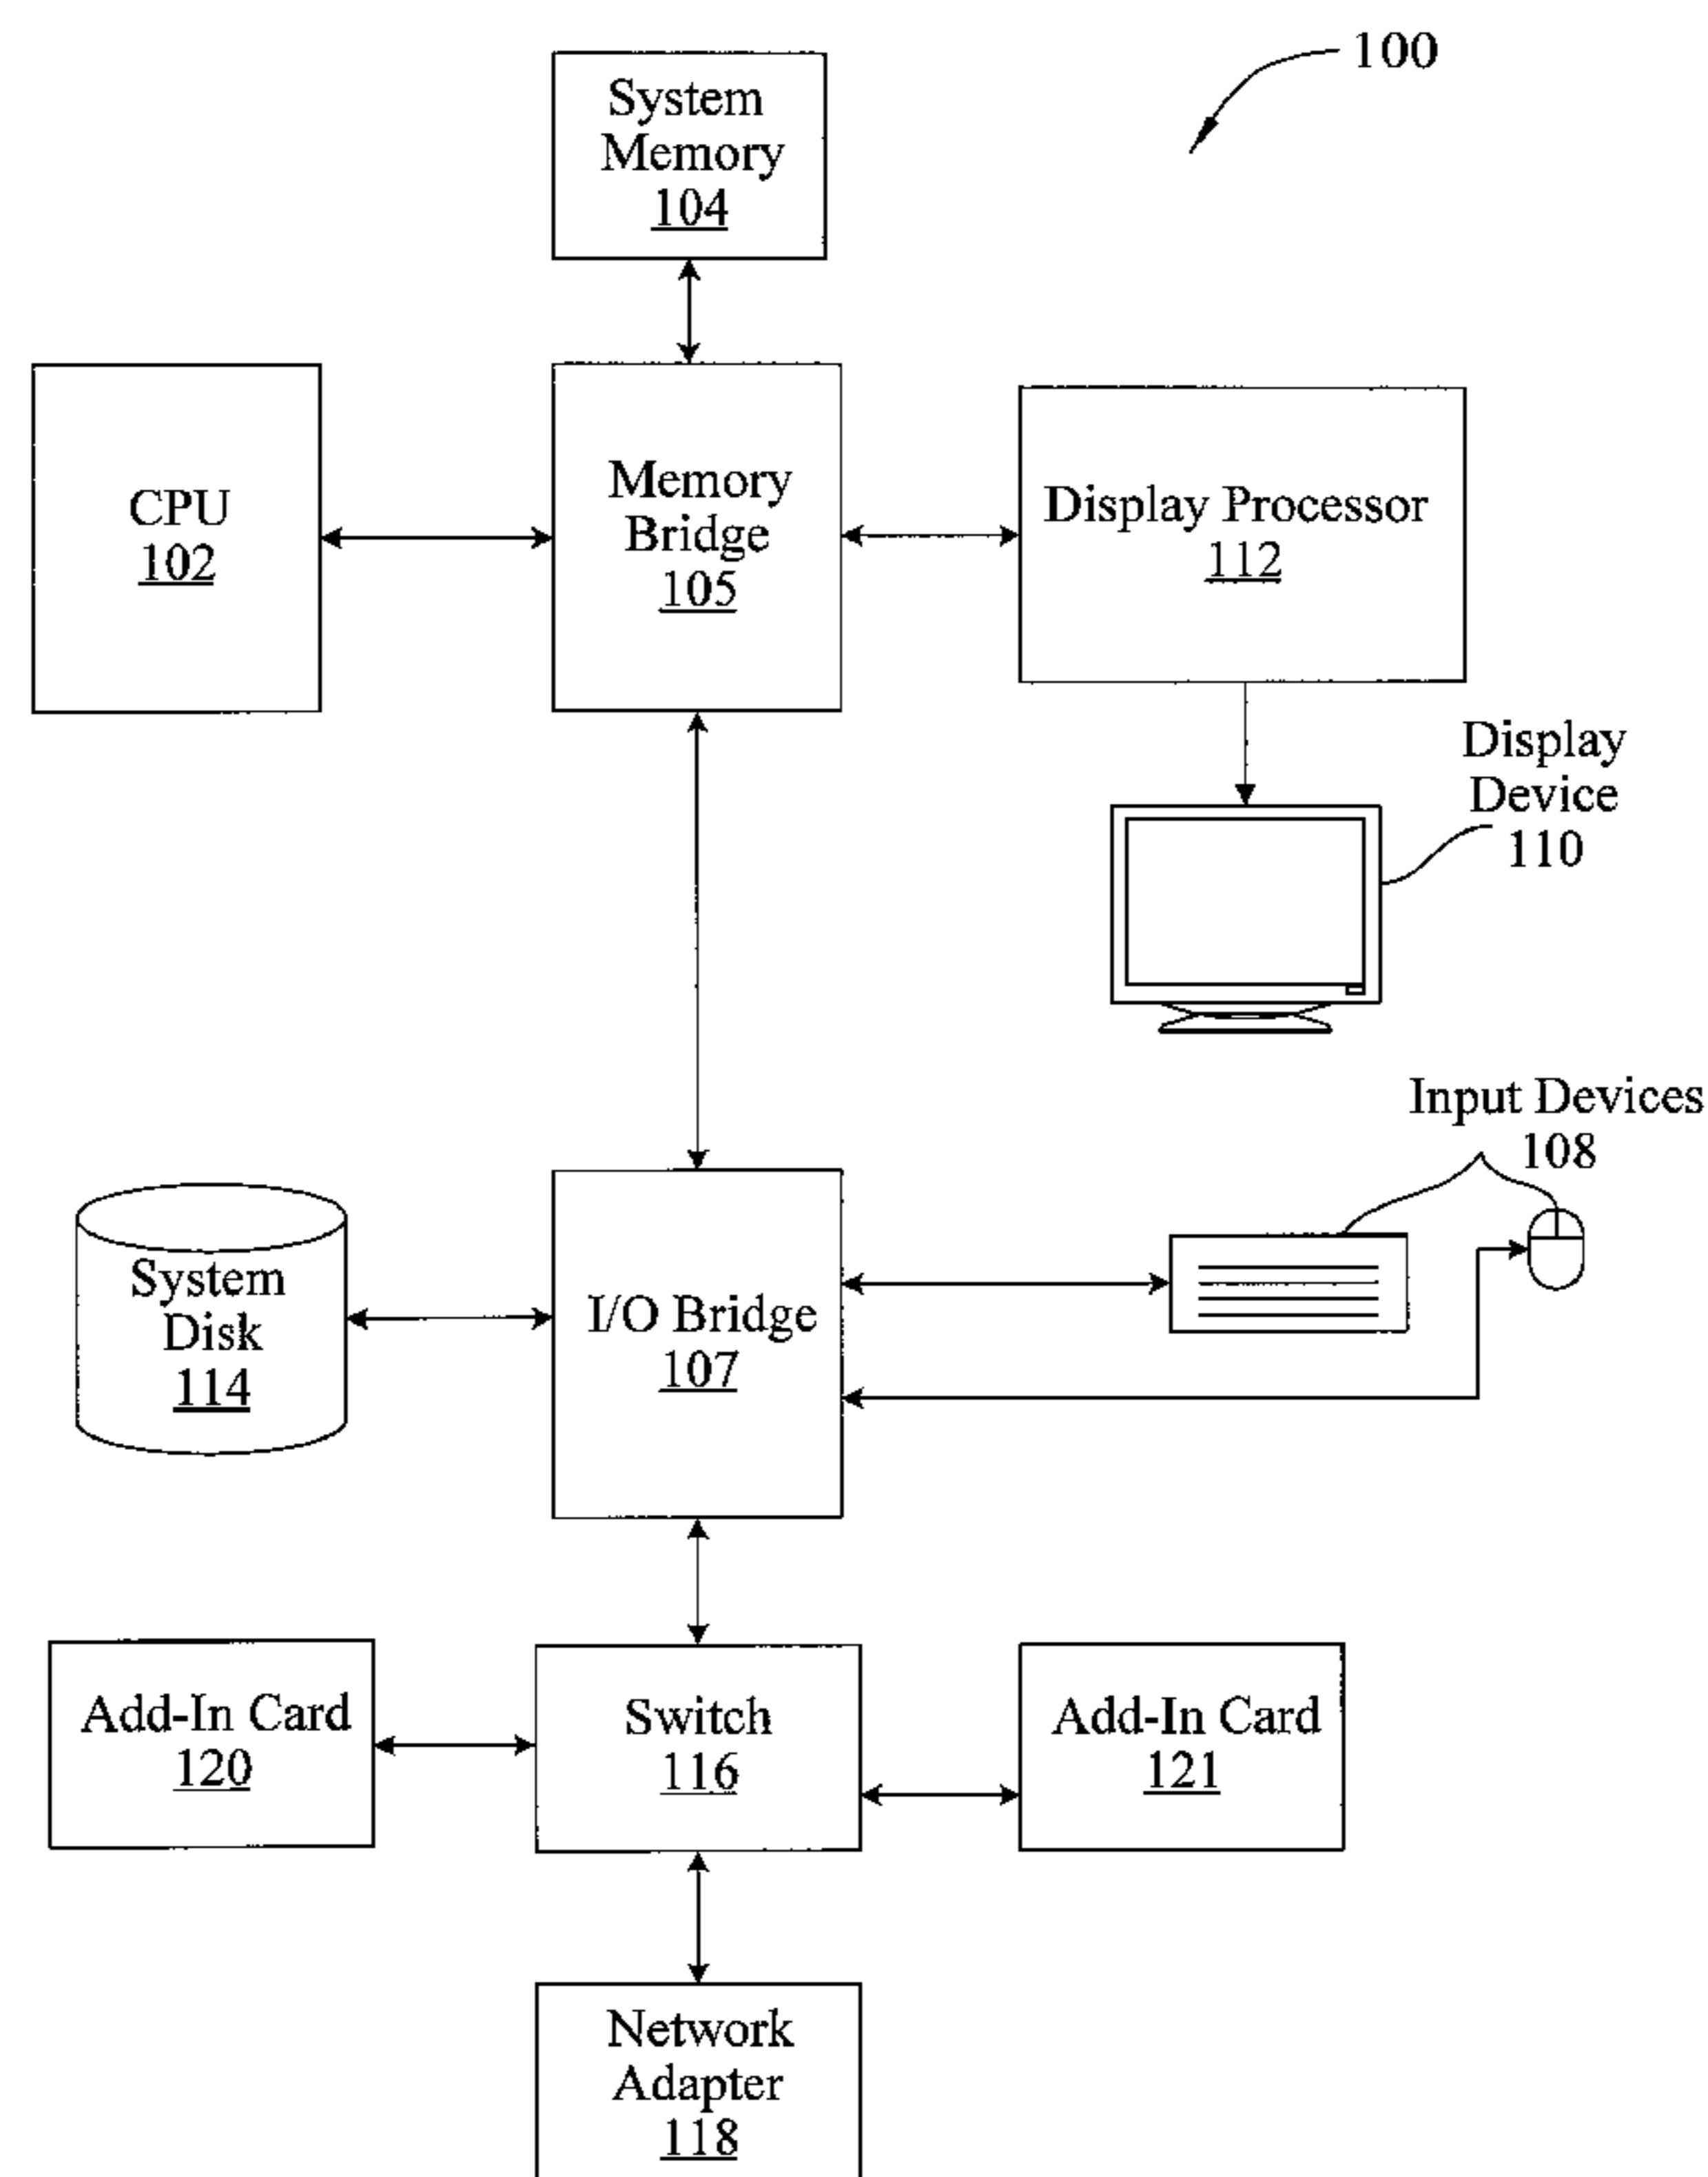 100
System
Memory
104
CPU
102
Memory
Bridge
105
Display Processor
112
Display
Device
110
Input Devices
108
System
Disk
114
I/O Bridge
107
Add-In Card
120
Switch
116
Add-In Card
121
Network
Adapter
118